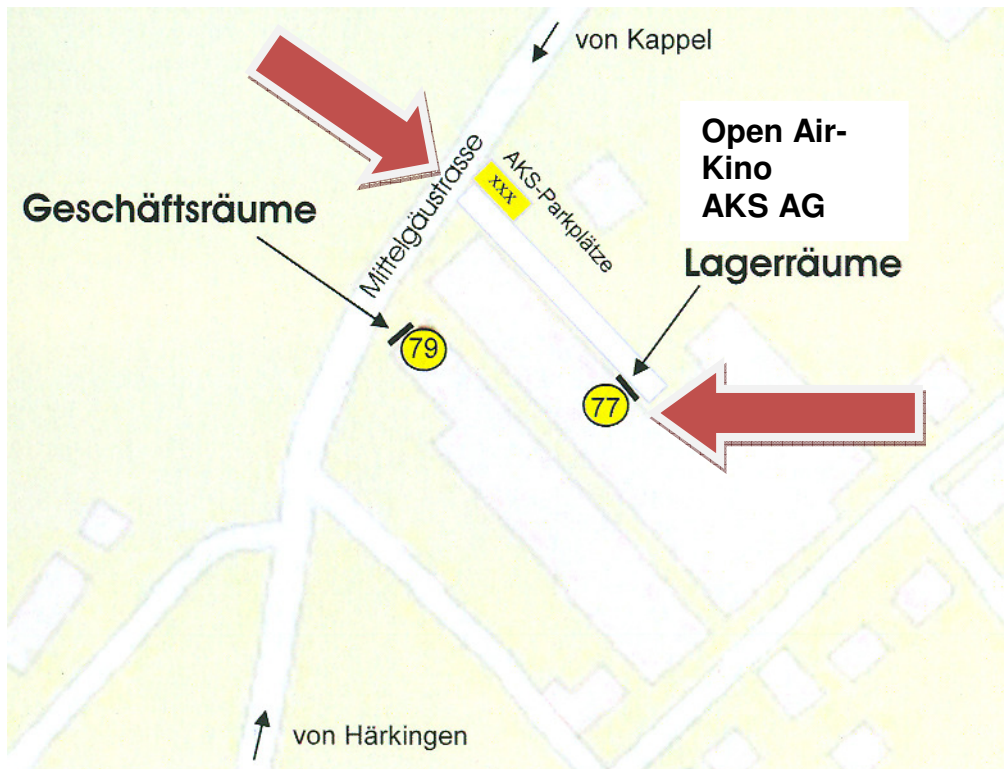 von Kappel
Open Air-
Kino
AKS AG
Mittelgäustrasse
xxx
AKS-Parkplätze
Geschäftsräume
Lagerräume
79
77
von Härkingen